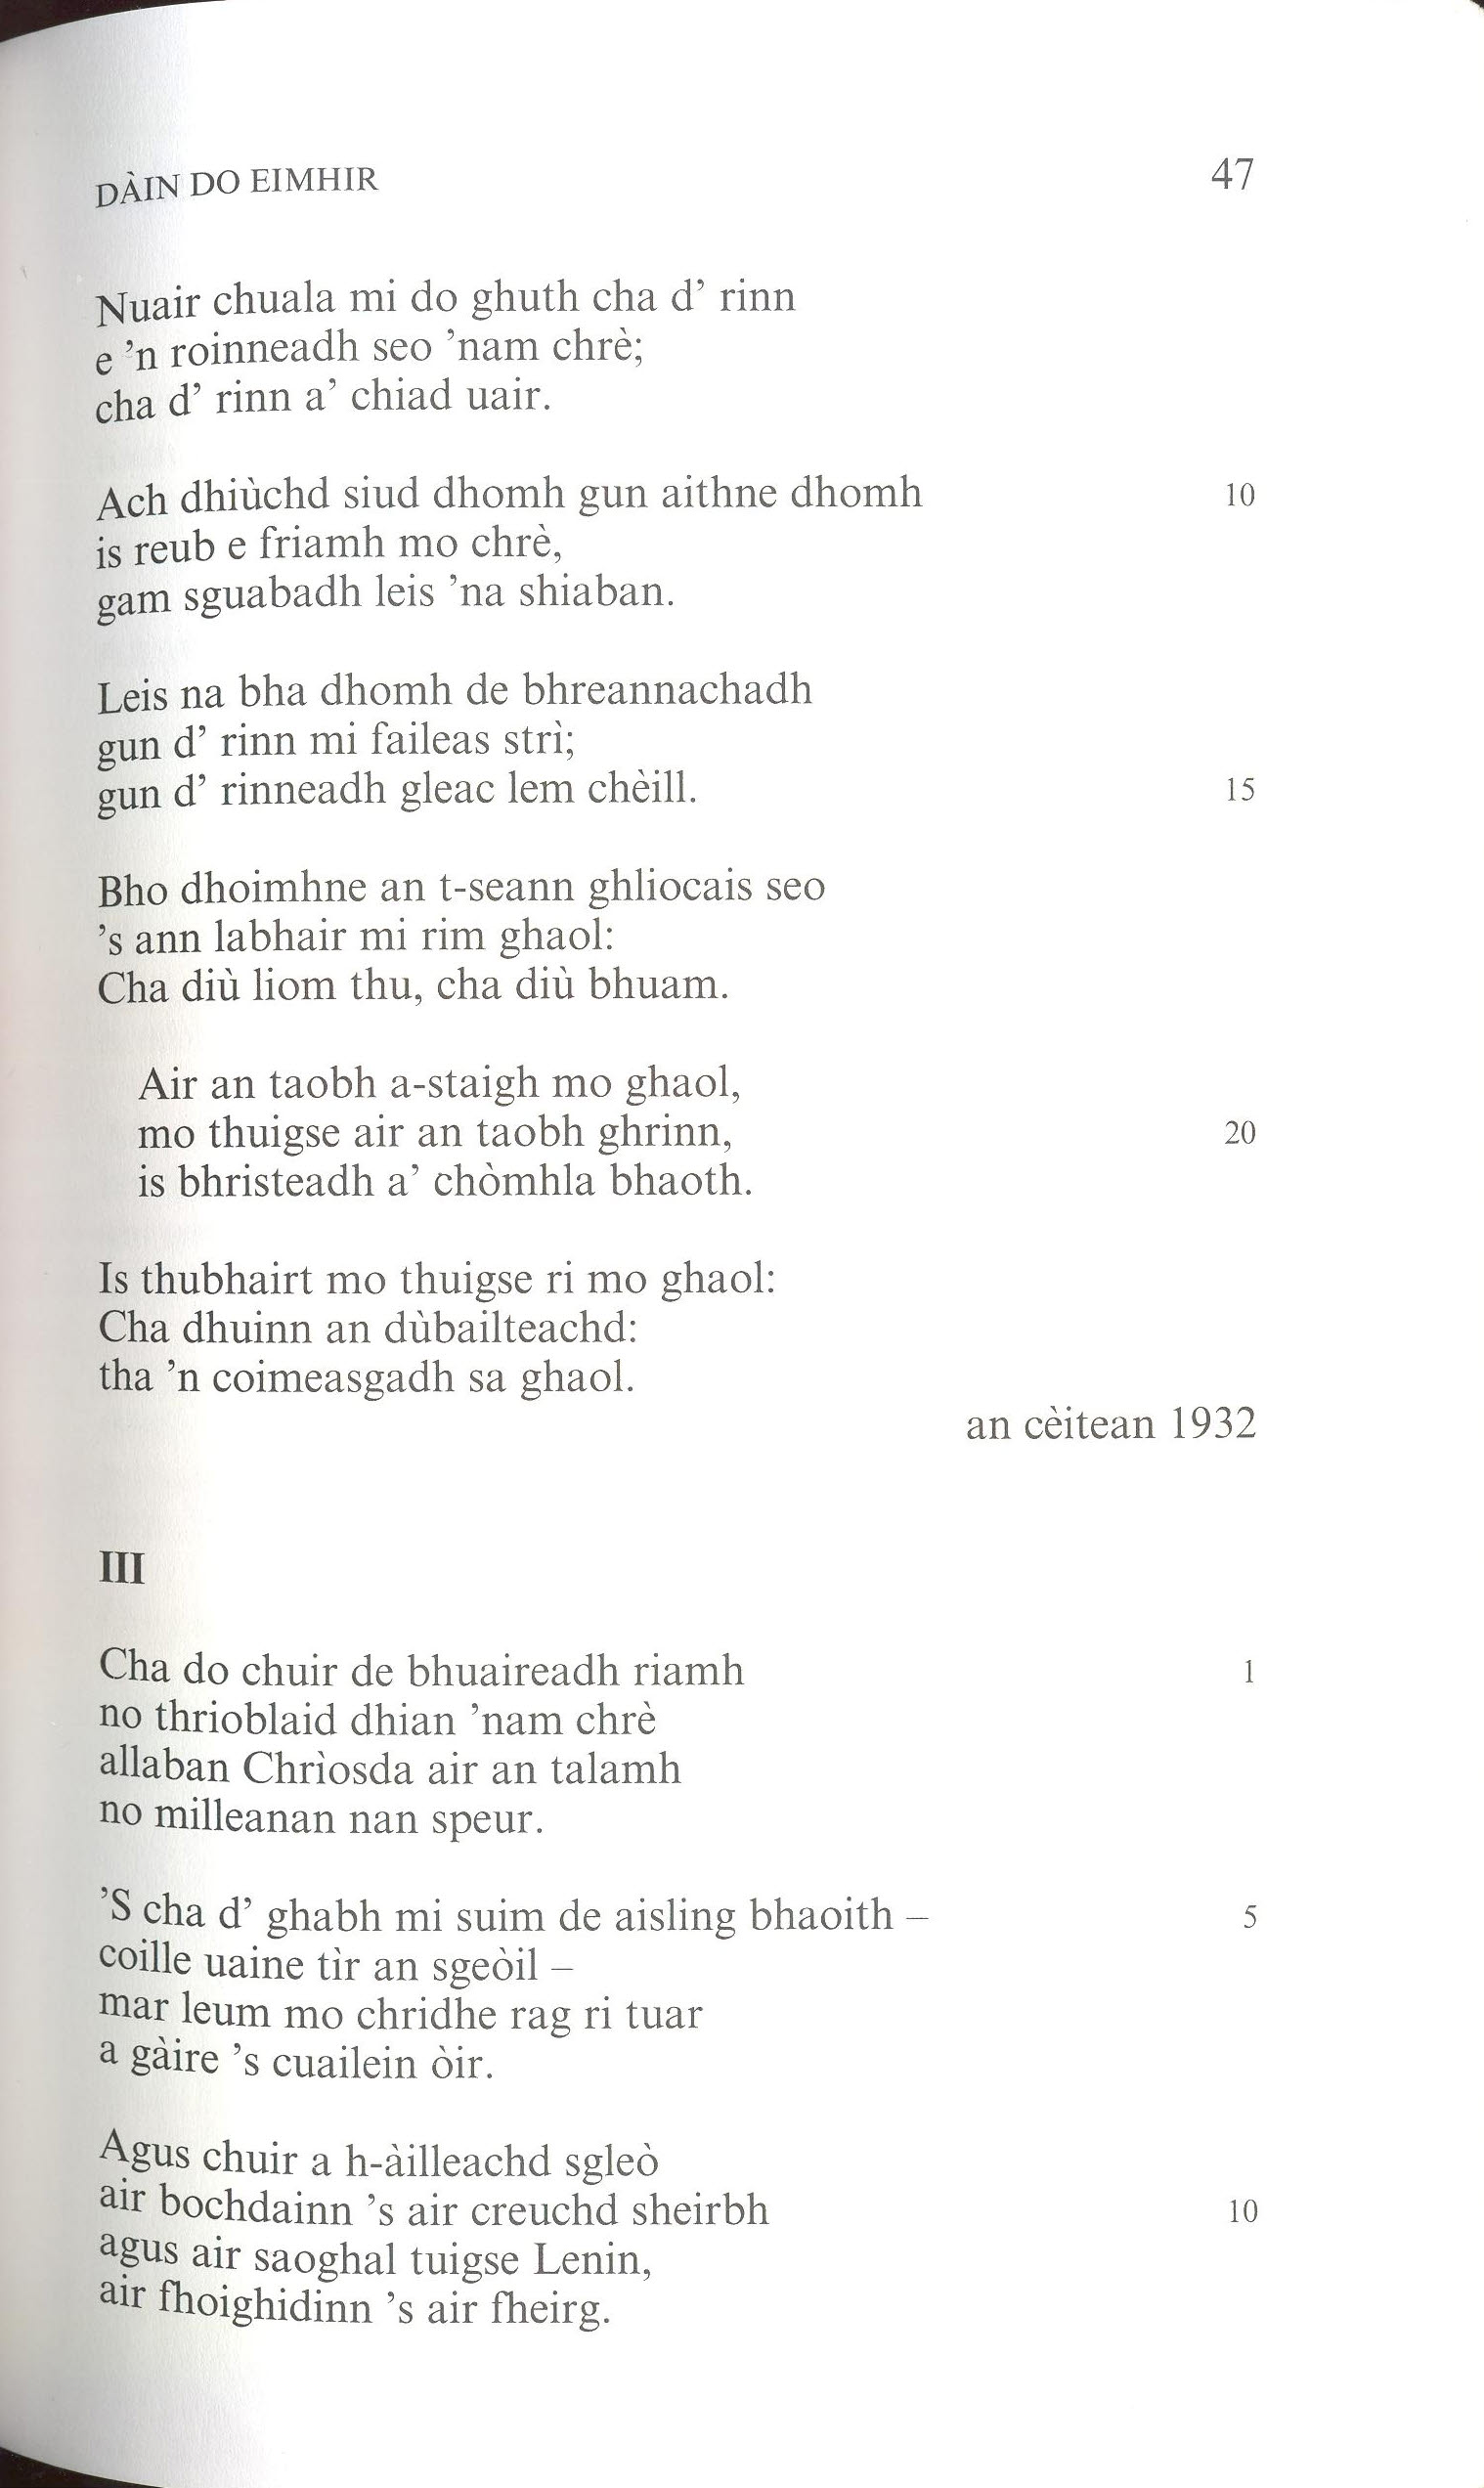 DÀIN DO EIMHIR 47
Nuair chuala mi do ghuth cha d’ rinn
e ’n roinneadh seo ’nam chrè;
cha d’ rinn a’ chiad uair.
Ach dhiùchd siud dhomh gun aithne dhomh 10
is reub e friamh mo chrè,
gam sguabadh leis ’na shiaban.
Leis na bha dhomh de bhreannachadh
gun d’ rinn mi faileas strì;
gun d’ rinneadh gleac lem chèill. 15
Bho dhoimhne an t-seann ghliocais seo
’s ann labhair mi rim ghaol:
Cha diù liom thu, cha diù bhuam.
Air an taobh a-staigh mo ghaol,
mo thuigse air an taobh ghrinn, 20
is bhristeadh a’ chòmhla bhaoth.
Is thubhairt mo thuigse ri mo ghaol:
Cha dhuinn an dùbailteachd:
tha ’n coimeasgadh sa ghaol.
an cèitean 1932
III
Cha do chuir de bhuaireadh riamh 1
no thrioblaid dhian ’nam chrè
allaban Chrìosda air an talamh
no milleanan nan speur.
’S cha d’ ghabh mi suim de aisling bhaoith – 5
coille uaine tìr an sgeòil –
mar leum mo chridhe rag ri tuar
a gàire ’s cuailein òir.
Agus chuir a h-àilleachd sgleò
air bochdainn ’s air creuchd sheirbh 10
agus air saoghal tuigse Lenin,
air fhoighidinn ’s air fheirg.